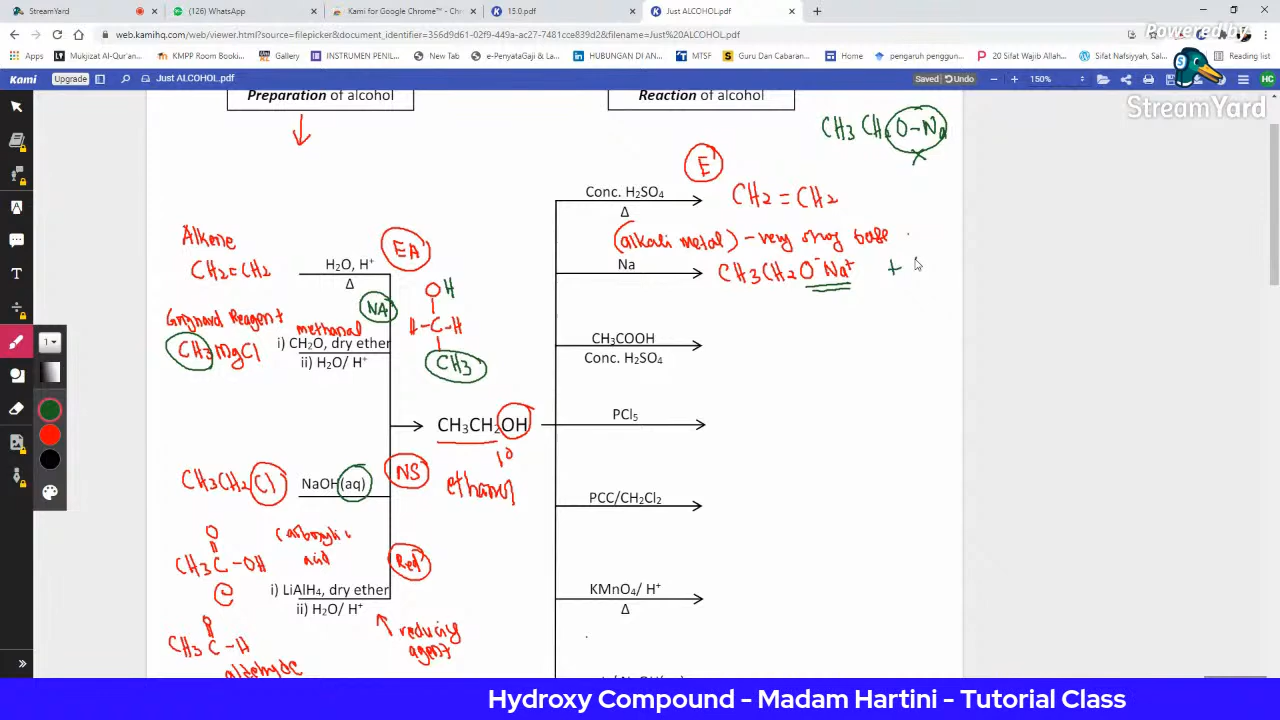 StreamYard
(126) WhatsApp
Kami for Google Chrome™ - Chr
15.0.pdf
Just ALCOHOL.pdf
web.kamihq.com/web/viewer.html?source=filepicker&document_identifier=356d5f61-02f9-449a-ac27-7481cce839d2&filename=Just%20ALCOHOL.pdf
Apps
Mukjizat Al-Qur'an...
KMPP Room Booking...
Gallery
INSTRUMEN PENIL...
e-PenyataGaji & La...
HUBUNGAN DI AN...
MTSF
Guru Dan Cabaran...
Home
pengaruh penggun...
20 Sifat Wajib Allah...
Sifat Nafsiyyah, Sal...
Reading list
Powered by
StreamYard
Kami
Upgrade
Just ALCOHOL.pdf
Saved
Undo
150%
HC
Preparation of alcohol
Reaction of alcohol
CH3 CH2 O-Na
x
E
Conc. H₂SO₄
Δ
CH2 = CH2
Alkene
CH2=CH2
H₂O, H⁺
Δ
EA
(alkali metal) - very strong base
Na
CH3CH2O⁻Na⁺ +
NA
OH
H-C-H
CH3
Grignard Reagent
methanal
CH3MgCl
i) CH₂O, dry ether
ii) H₂O/ H⁺
CH₃COOH
Conc. H₂SO₄
CH₃CH₂OH
1°
ethanol
PCl₅
CH3CH2Cl
NaOH(aq)
NS
PCC/CH₂Cl₂
O
CH3C-OH
carboxylic
acid
Red
i) LiAlH₄, dry ether
ii) H₂O/ H⁺
KMnO₄/ H⁺
Δ
O
CH3C-H
aldehyde
reducing
agent
Hydroxy Compound - Madam Hartini - Tutorial Class